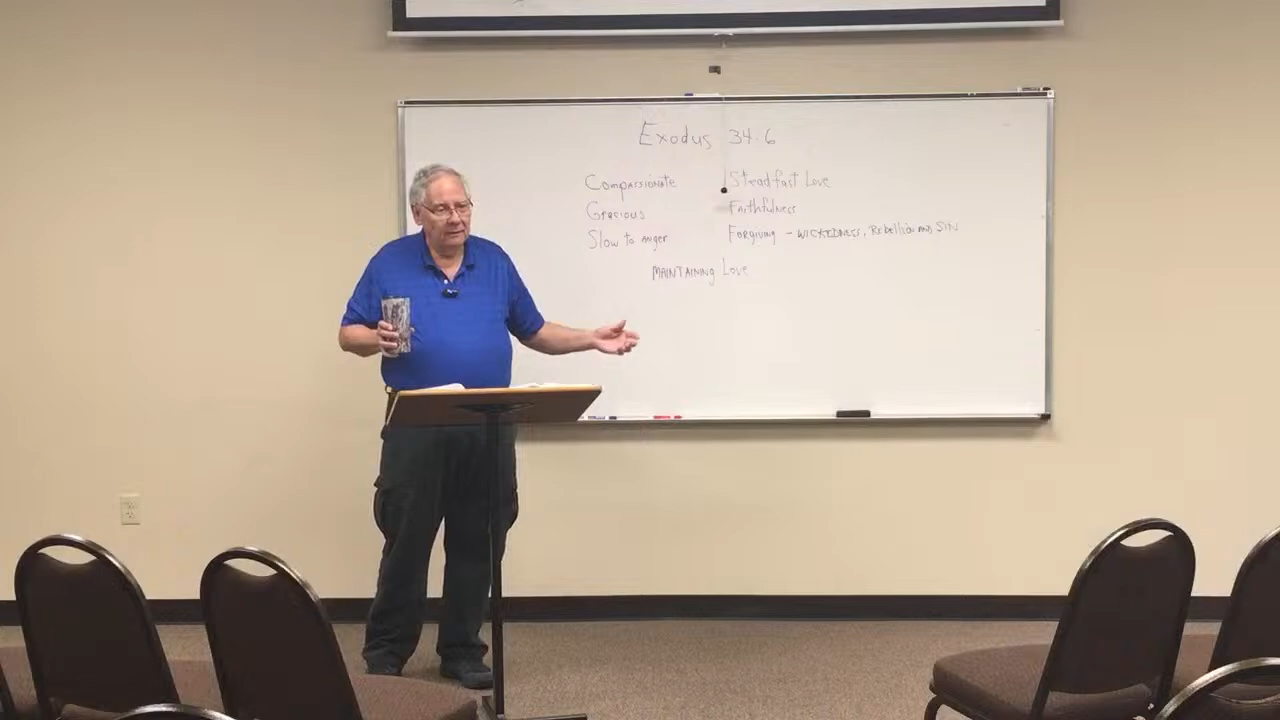 Exodus 34:6
Compassionate Steadfast Love
Gracious Faithfulness
Slow to anger Forgiving - Wickedness, Rebellion and Sin
Maintaining Love